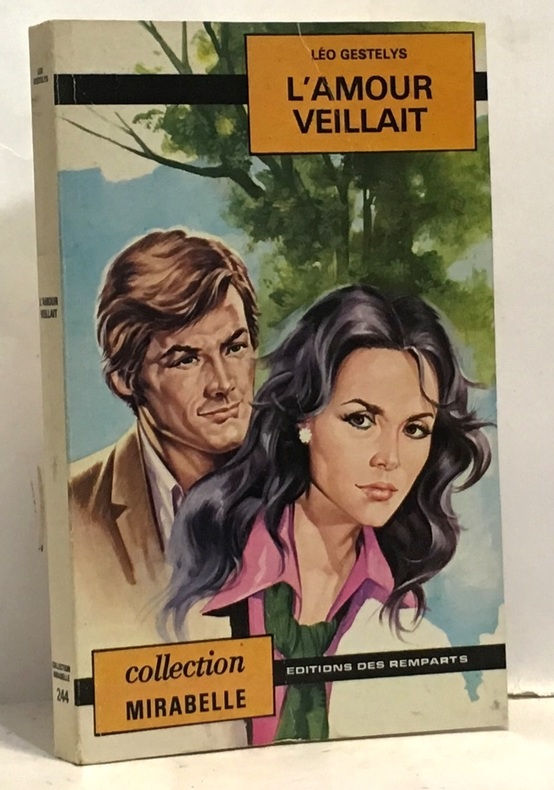 LÉO GESTELYS
L'AMOUR
VEILLAIT
collection
MIRABELLE
EDITIONS DES REMPARTS
LÉO
GESTELYS
L'AMOUR
VEILLAIT
COLLECTION
MIRABELLE
244